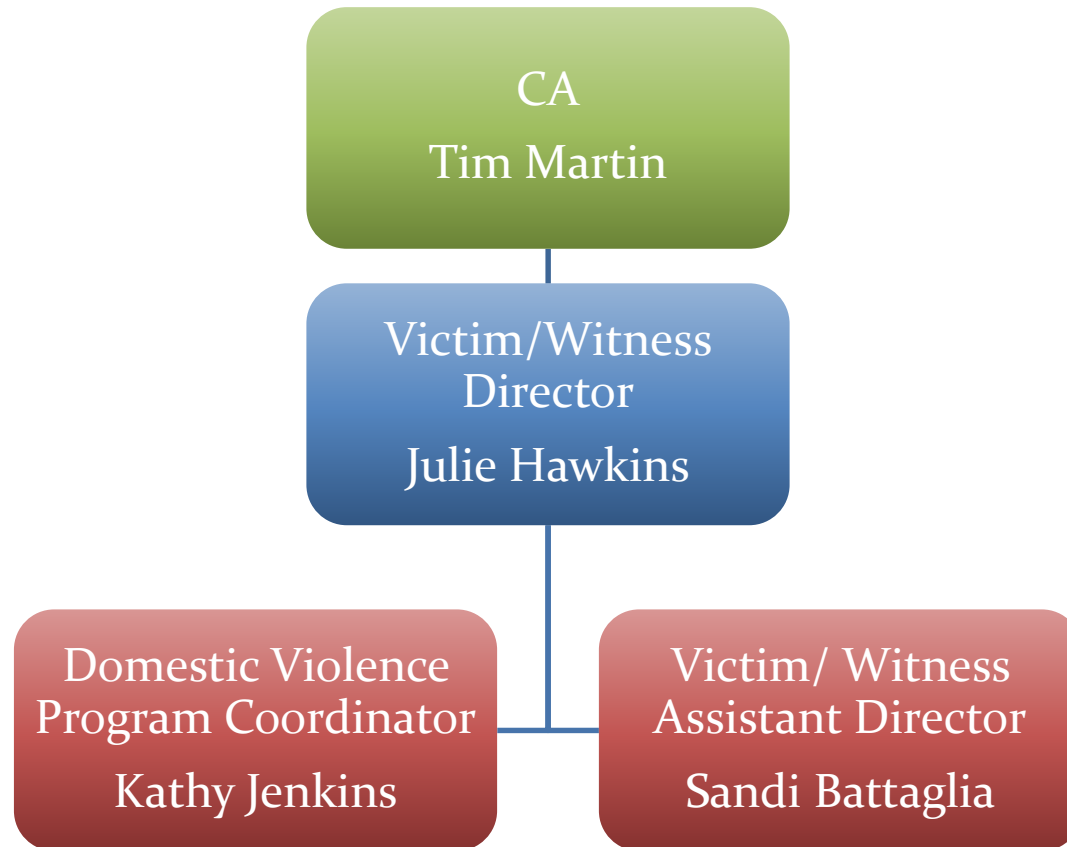 CA
Tim Martin
Victim/Witness
Director
Julie Hawkins
Domestic Violence
Program Coordinator
Kathy Jenkins
Victim/ Witness
Assistant Director
Sandi Battaglia